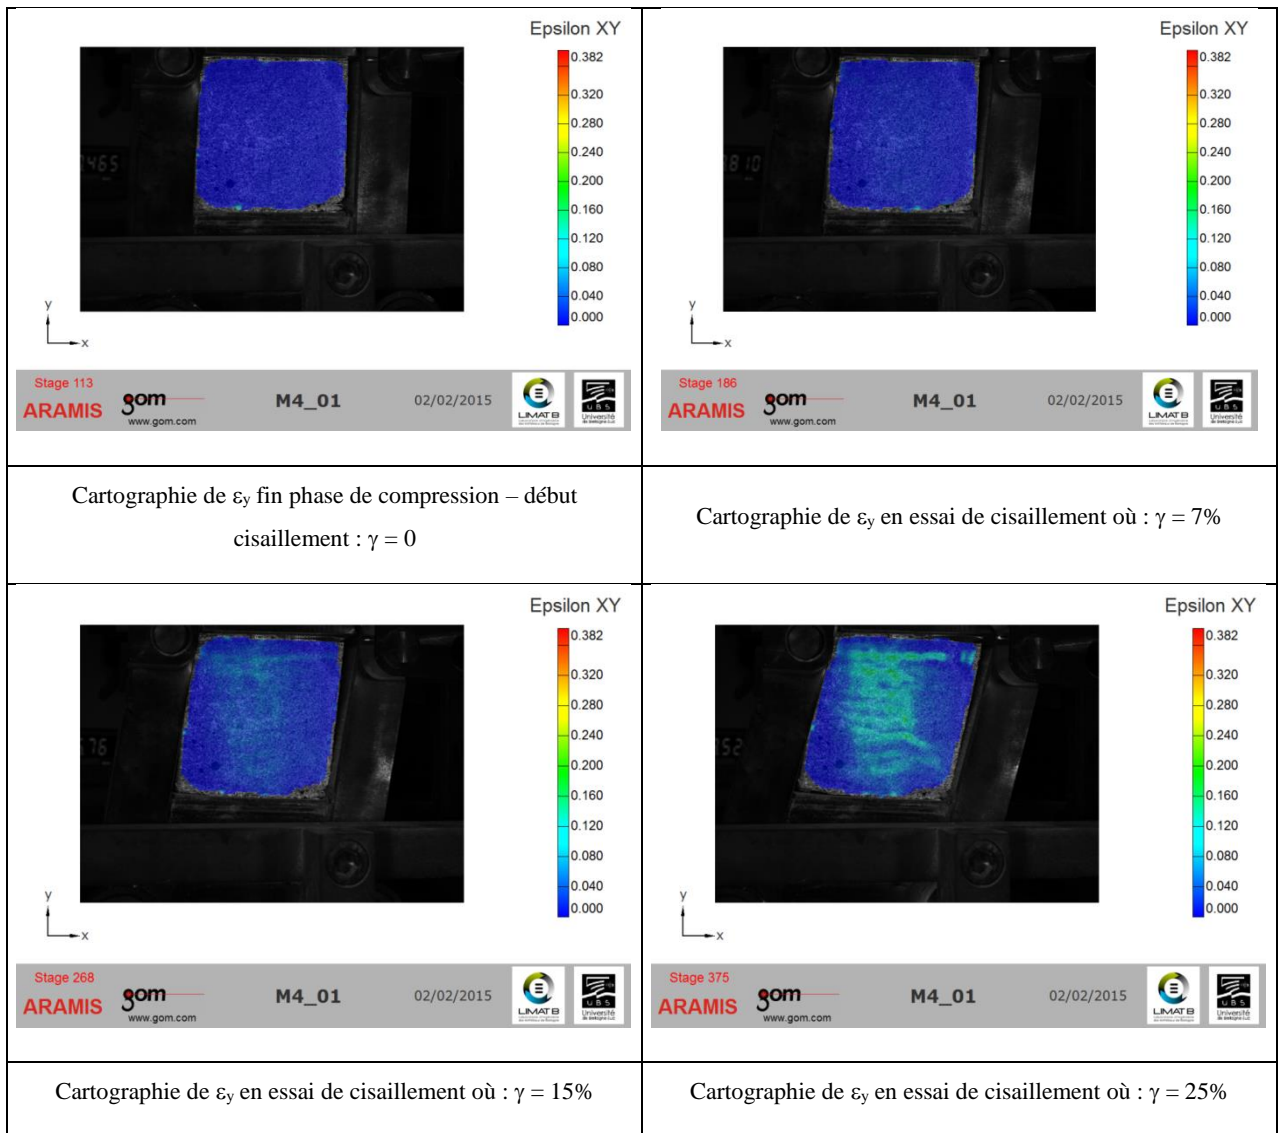 Epsilon XY
0.382
0.320
0.280
0.240
0.200
0.160
0.120
0.080
0.040
0.000
y
x
Stage 113
ARAMIS
gom
www.gom.com
M4_01
02/02/2015
LIMATB
UBS
Université
Epsilon XY
0.382
0.320
0.280
0.240
0.200
0.160
0.120
0.080
0.040
0.000
810
y
x
Stage 186
ARAMIS
gom
www.gom.com
M4_01
02/02/2015
LIMATB
UBS
Université
Cartographie de εy fin phase de compression – début
cisaillement : γ = 0
Cartographie de εy en essai de cisaillement où : γ = 7%
Epsilon XY
0.382
0.320
0.280
0.240
0.200
0.160
0.120
0.080
0.040
0.000
y
x
Stage 268
ARAMIS
gom
www.gom.com
M4_01
02/02/2015
LIMATB
UBS
Université
Epsilon XY
0.382
0.320
0.280
0.240
0.200
0.160
0.120
0.080
0.040
0.000
y
x
Stage 375
ARAMIS
gom
www.gom.com
M4_01
02/02/2015
LIMATB
UBS
Université
Cartographie de εy en essai de cisaillement où : γ = 15%
Cartographie de εy en essai de cisaillement où : γ = 25%